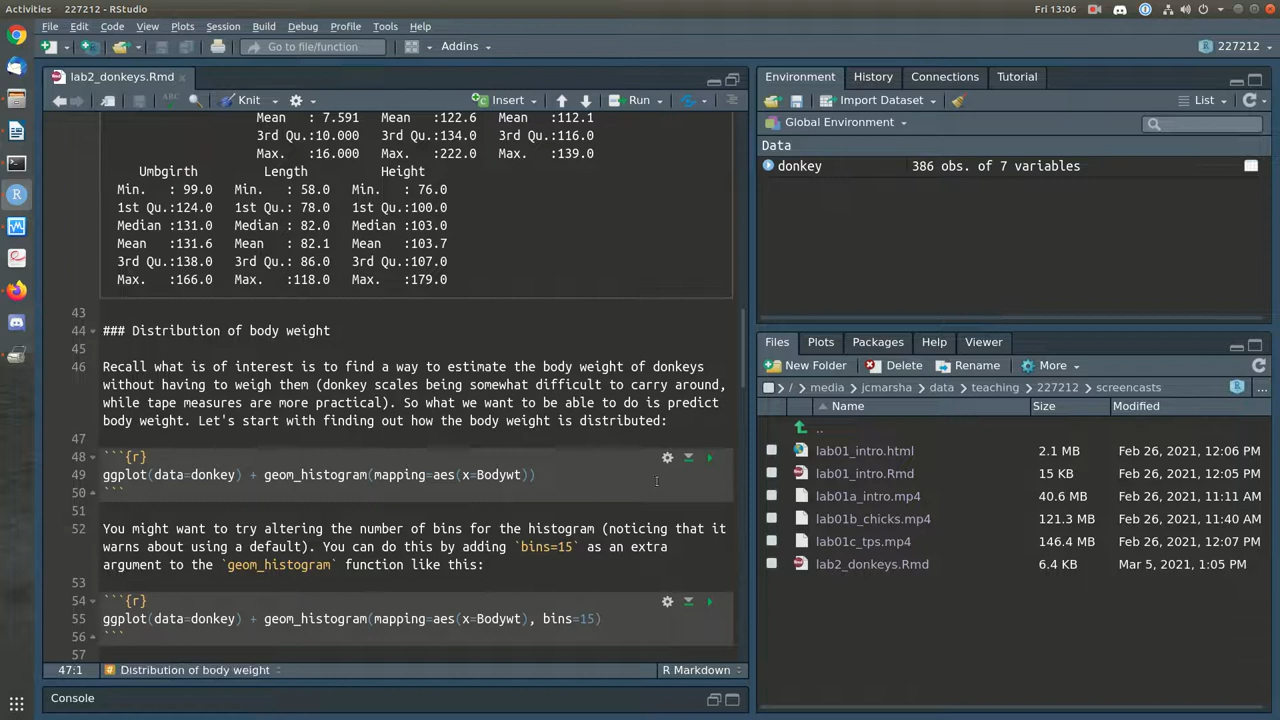 Activities
227212 - RStudio
Fri 13:06
File Edit Code View Plots Session Build Debug Profile Tools Help
Go to file/function
Addins
227212
lab2_donkeys.Rmd
ABC
Knit
Insert
Run
Mean : 7.591 Mean :122.6 Mean :112.1
3rd Qu.:10.000 3rd Qu.:134.0 3rd Qu.:116.0
Max. :16.000 Max. :222.0 Max. :139.0
Umbgirth Length Height
Min. : 99.0 Min. : 58.0 Min. : 76.0
1st Qu.:124.0 1st Qu.: 78.0 1st Qu.:100.0
Median :131.0 Median : 82.0 Median :103.0
Mean :131.6 Mean : 82.1 Mean :103.7
3rd Qu.:138.0 3rd Qu.: 86.0 3rd Qu.:107.0
Max. :166.0 Max. :118.0 Max. :179.0
43
44 ### Distribution of body weight
45
46 Recall what is of interest is to find a way to estimate the body weight of donkeys
without having to weigh them (donkey scales being somewhat difficult to carry around,
while tape measures are more practical). So what we want to be able to do is predict
body weight. Let's start with finding out how the body weight is distributed:
47
48 ```{r}
49 ggplot(data=donkey) + geom_histogram(mapping=aes(x=Bodywt))
50 ```
51
52 You might want to try altering the number of bins for the histogram (noticing that it
warns about using a default). You can do this by adding `bins=15` as an extra
argument to the `geom_histogram` function like this:
53
54 ```{r}
55 ggplot(data=donkey) + geom_histogram(mapping=aes(x=Bodywt), bins=15)
56 ```
57
47:1 # Distribution of body weight R Markdown
Console
Environment History Connections Tutorial
Import Dataset List
Global Environment
Data
donkey 386 obs. of 7 variables
Files Plots Packages Help Viewer
New Folder Delete Rename More
/ media jcmarsha data teaching 227212 screencasts ...
Name Size Modified
..
lab01_intro.html 2.1 MB Feb 26, 2021, 12:06 PM
lab01_intro.Rmd 15 KB Feb 26, 2021, 12:06 PM
lab01a_intro.mp4 40.6 MB Feb 26, 2021, 11:11 AM
lab01b_chicks.mp4 121.3 MB Feb 26, 2021, 11:40 AM
lab01c_tps.mp4 146.4 MB Feb 26, 2021, 12:07 PM
lab2_donkeys.Rmd 6.4 KB Mar 5, 2021, 1:05 PM